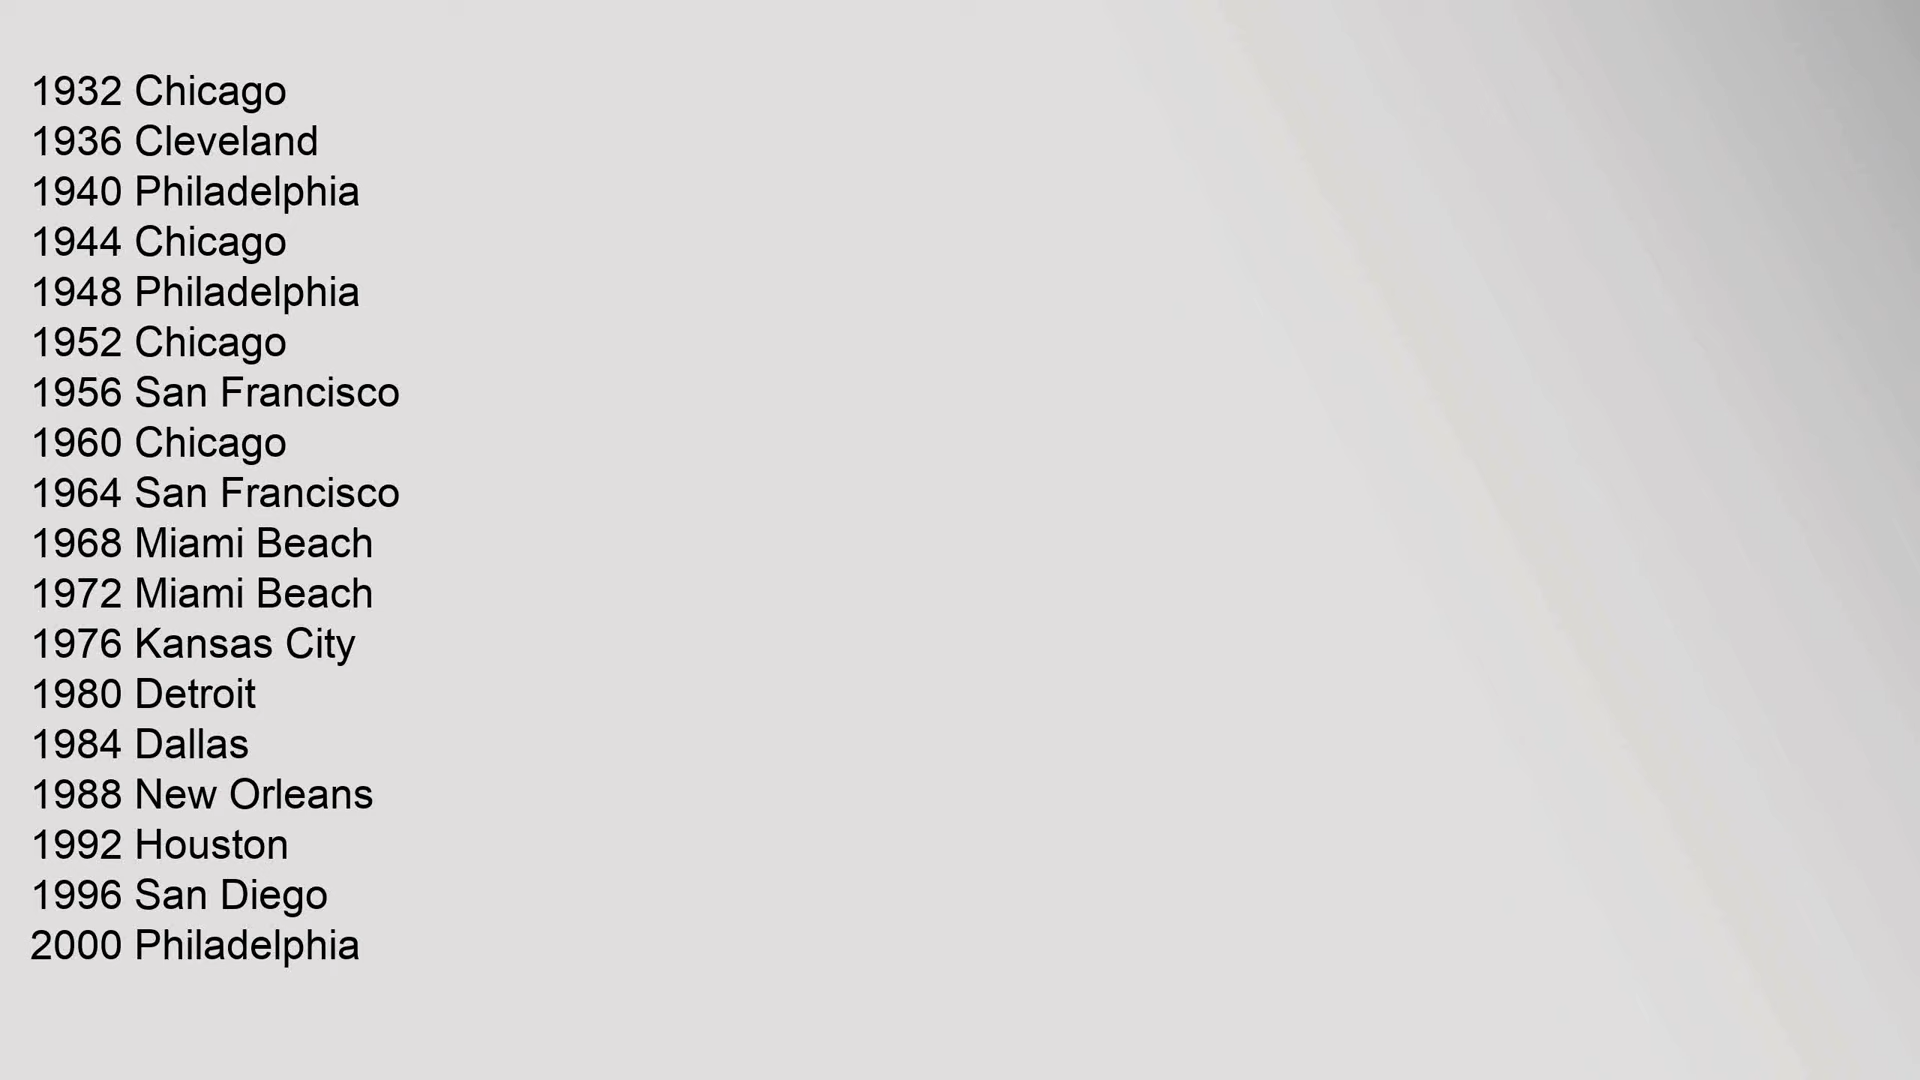 1932 Chicago
1936 Cleveland
1940 Philadelphia
1944 Chicago
1948 Philadelphia
1952 Chicago
1956 San Francisco
1960 Chicago
1964 San Francisco
1968 Miami Beach
1972 Miami Beach
1976 Kansas City
1980 Detroit
1984 Dallas
1988 New Orleans
1992 Houston
1996 San Diego
2000 Philadelphia